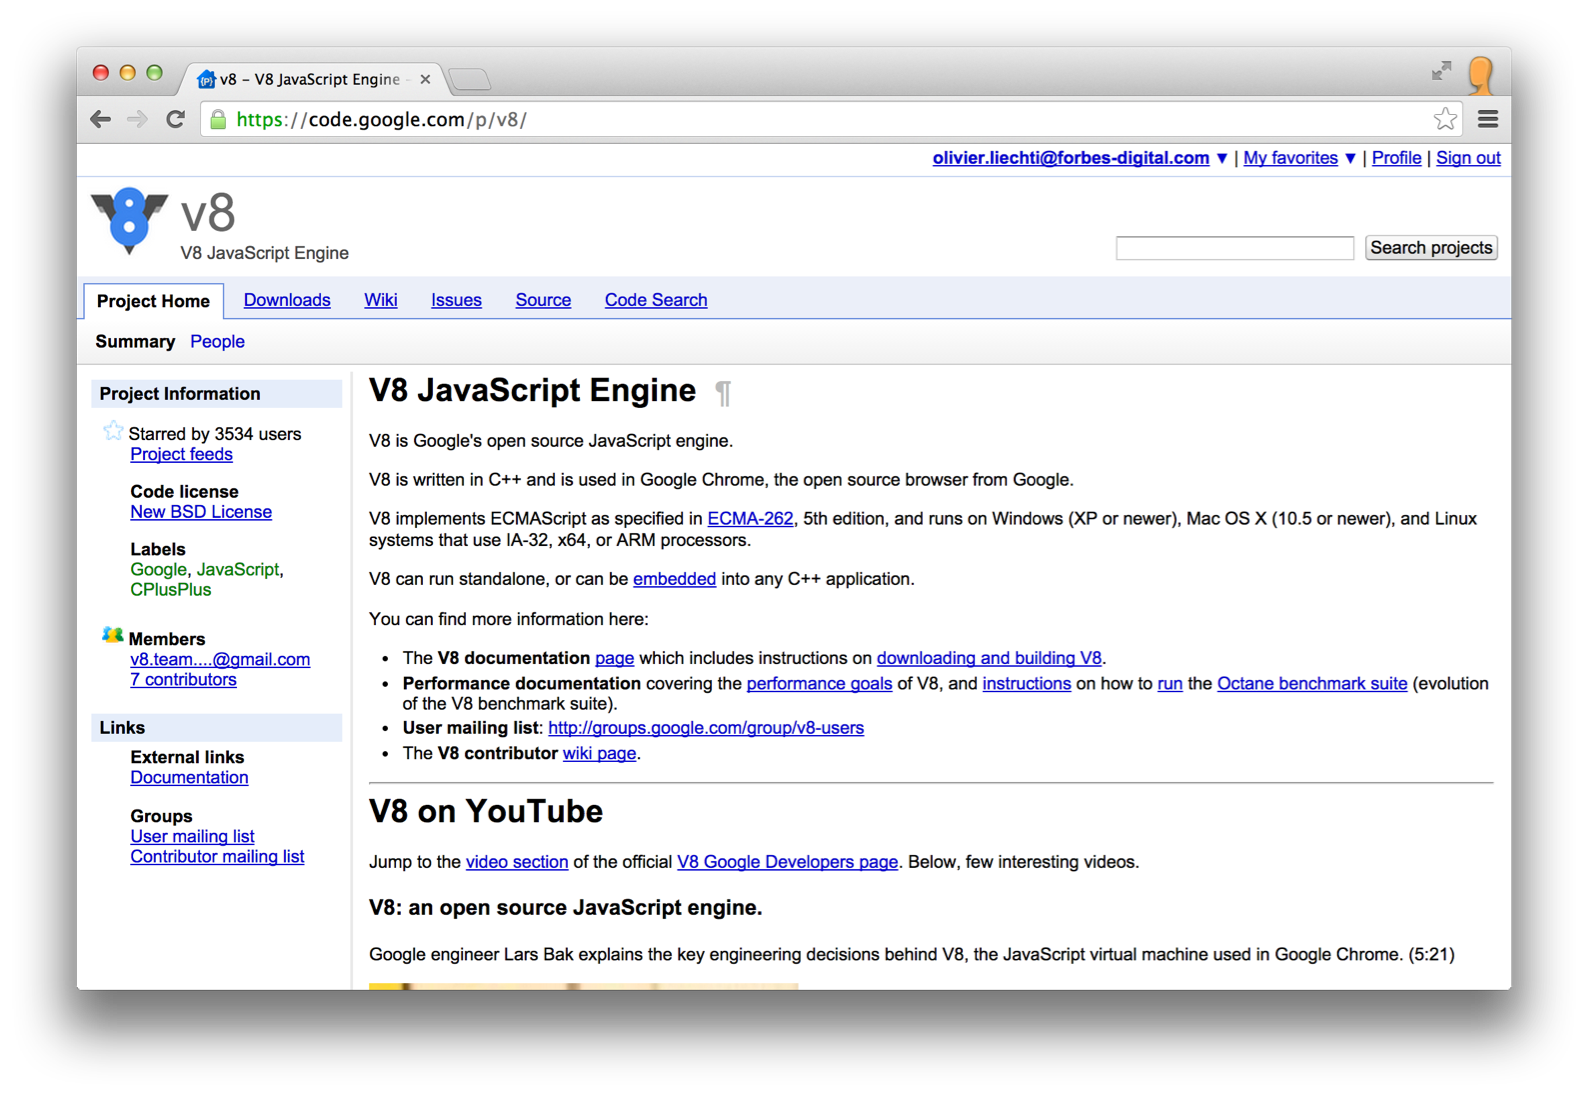 v8 – V8 JavaScript Engine –
https://code.google.com/p/v8/
olivier.liechti@forbes-digital.com ▼ | My favorites ▼ | Profile | Sign out
v8
V8 JavaScript Engine
Search projects
Project Home Downloads Wiki Issues Source Code Search
Summary People
Project Information
Starred by 3534 users
Project feeds
Code license
New BSD License
Labels
Google, JavaScript,
CPlusPlus
Members
v8.team....@gmail.com
7 contributors
Links
External links
Documentation
Groups
User mailing list
Contributor mailing list
V8 JavaScript Engine ¶
V8 is Google's open source JavaScript engine.
V8 is written in C++ and is used in Google Chrome, the open source browser from Google.
V8 implements ECMAScript as specified in ECMA-262, 5th edition, and runs on Windows (XP or newer), Mac OS X (10.5 or newer), and Linux
systems that use IA-32, x64, or ARM processors.
V8 can run standalone, or can be embedded into any C++ application.
You can find more information here:
• The V8 documentation page which includes instructions on downloading and building V8.
• Performance documentation covering the performance goals of V8, and instructions on how to run the Octane benchmark suite (evolution
of the V8 benchmark suite).
• User mailing list: http://groups.google.com/group/v8-users
• The V8 contributor wiki page.
V8 on YouTube
Jump to the video section of the official V8 Google Developers page. Below, few interesting videos.
V8: an open source JavaScript engine.
Google engineer Lars Bak explains the key engineering decisions behind V8, the JavaScript virtual machine used in Google Chrome. (5:21)